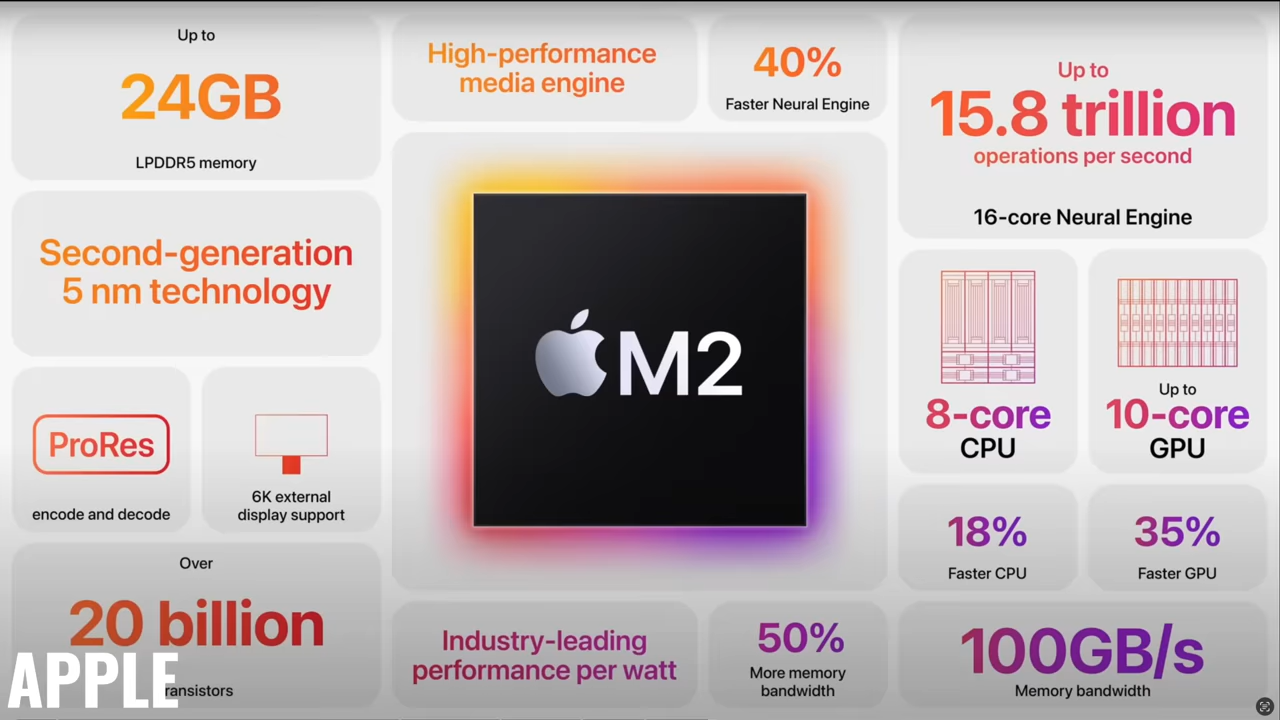 Up to
24GB
LPDDR5 memory
Second-generation
5 nm technology
ProRes
encode and decode
6K external
display support
Over
20 billion
ransistors
APPLE
High-performance
media engine
40%
Faster Neural Engine
M2
Industry-leading
performance per watt
50%
More memory
bandwidth
Up to
15.8 trillion
operations per second
16-core Neural Engine
8-core
CPU
Up to
10-core
GPU
18%
Faster CPU
35%
Faster GPU
100GB/s
Memory bandwidth